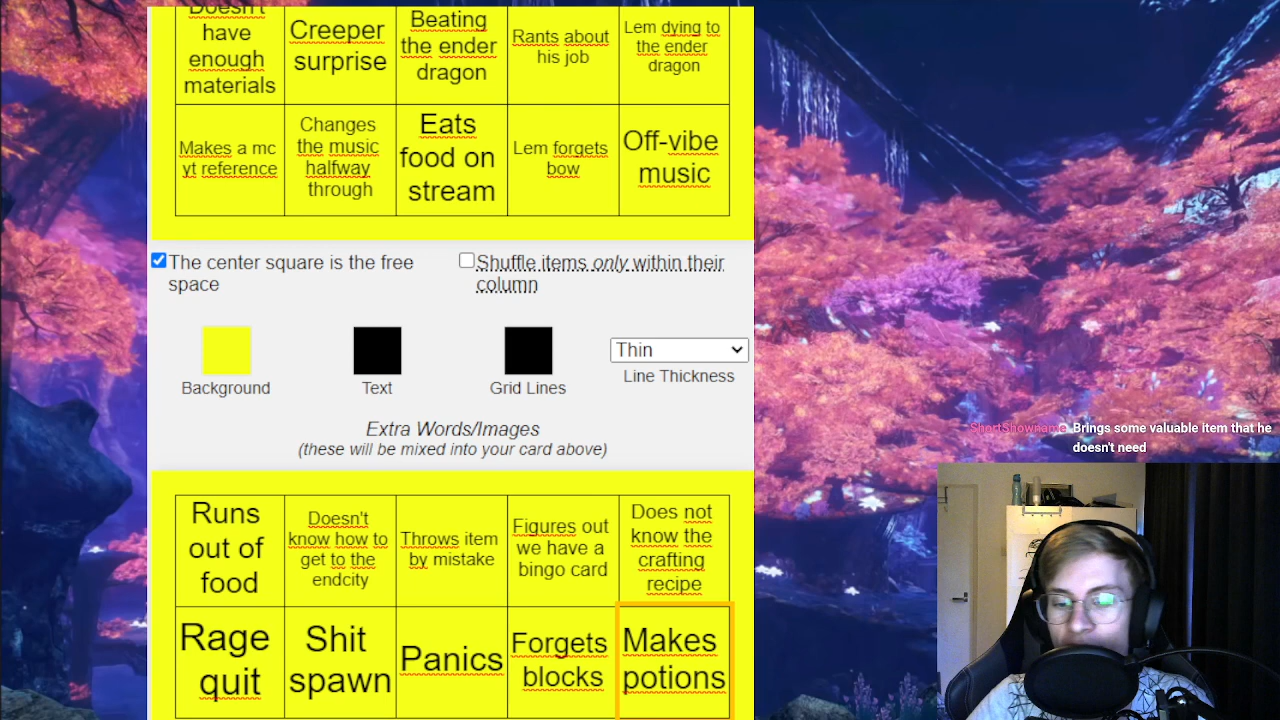 Doesn't
have
enough
materials
Creeper
surprise
Beating
the ender
dragon
Rants about
his job
Lem dying to
the ender
dragon
Makes a mc
yt reference
Changes
the music
halfway
through
Eats
food on
stream
Lem forgets
bow
Off-vibe
music
The center square is the free
space
Shuffle items only within their
column
Background
Text
Grid Lines
Thin
Line Thickness
Extra Words/Images
(these will be mixed into your card above)
ShortShowname Brings some valuable item that he
doesn't need
Runs
out of
food
Doesn't
know how to
get to the
endcity
Throws item
by mistake
Figures out
we have a
bingo card
Does not
know the
crafting
recipe
Rage
quit
Shit
spawn
Panics
Forgets
blocks
Makes
potions